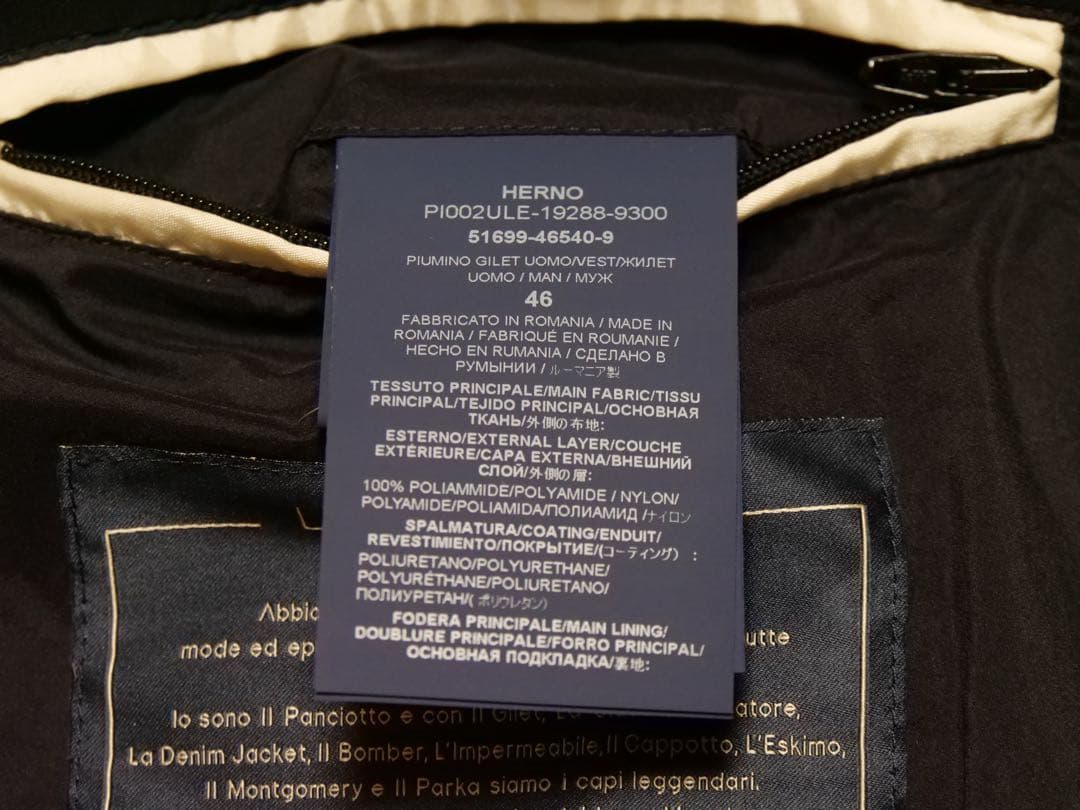 HERNO
PI002ULE-19288-9300
51699-46540-9
PIUMINO GILET UOMO/VEST/ЖИЛЕТ
UOMO / MAN / МУЖ
46
FABBRICATO IN ROMANIA / MADE IN
ROMANIA / FABRIQUÉ EN ROUMANIE /
HECHO EN RUMANIA / СДЕЛАНО В
РУМЫНИИ / ルーマニア製
TESSUTO PRINCIPALE/MAIN FABRIC/TISSU
PRINCIPAL/TEJIDO PRINCIPAL/ОСНОВНАЯ
ТКАНЬ/外側の布地:
ESTERNO/EXTERNAL LAYER/COUCHE
EXTÉRIEURE/CAPA EXTERNA/ВНЕШНИЙ
СЛОЙ/外側の層:
100% POLIAMMIDE/POLYAMIDE / NYLON/
POLYAMIDE/POLIAMIDA/ПОЛИАМИД /ナイロン
SPALMATURA/COATING/ENDUIT/
REVESTIMIENTO/ПОКРЫТИЕ/(コーティング) :
POLIURETANO/POLYURETHANE/
POLYURÉTHANE/POLIURETANO/
ПОЛИУРЕТАН/( ポリウレタン)
FODERA PRINCIPALE/MAIN LINING/
DOUBLURE PRINCIPALE/FORRO PRINCIPAL/
ОСНОВНАЯ ПОДКЛАДКА/裏地:
Abbi
utte
mode ed ep
Io sono Il Panciotto e con Il Gilet, atore,
La Denim Jacket, Il Bomber, L'Impermeabile, Il Cappotto, L'Eskimo,
Il Montgomery e Il Parka siamo i capi leggendari.